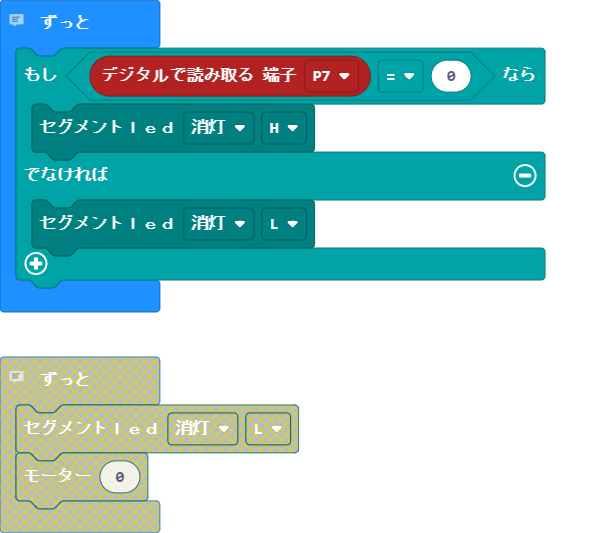 ずっと
もし デジタルで読み取る 端子 P7 = 0 なら
セグメントｌｅｄ 消灯 H
でなければ
セグメントｌｅｄ 消灯 L
ずっと
セグメントｌｅｄ 消灯 L
モーター 0